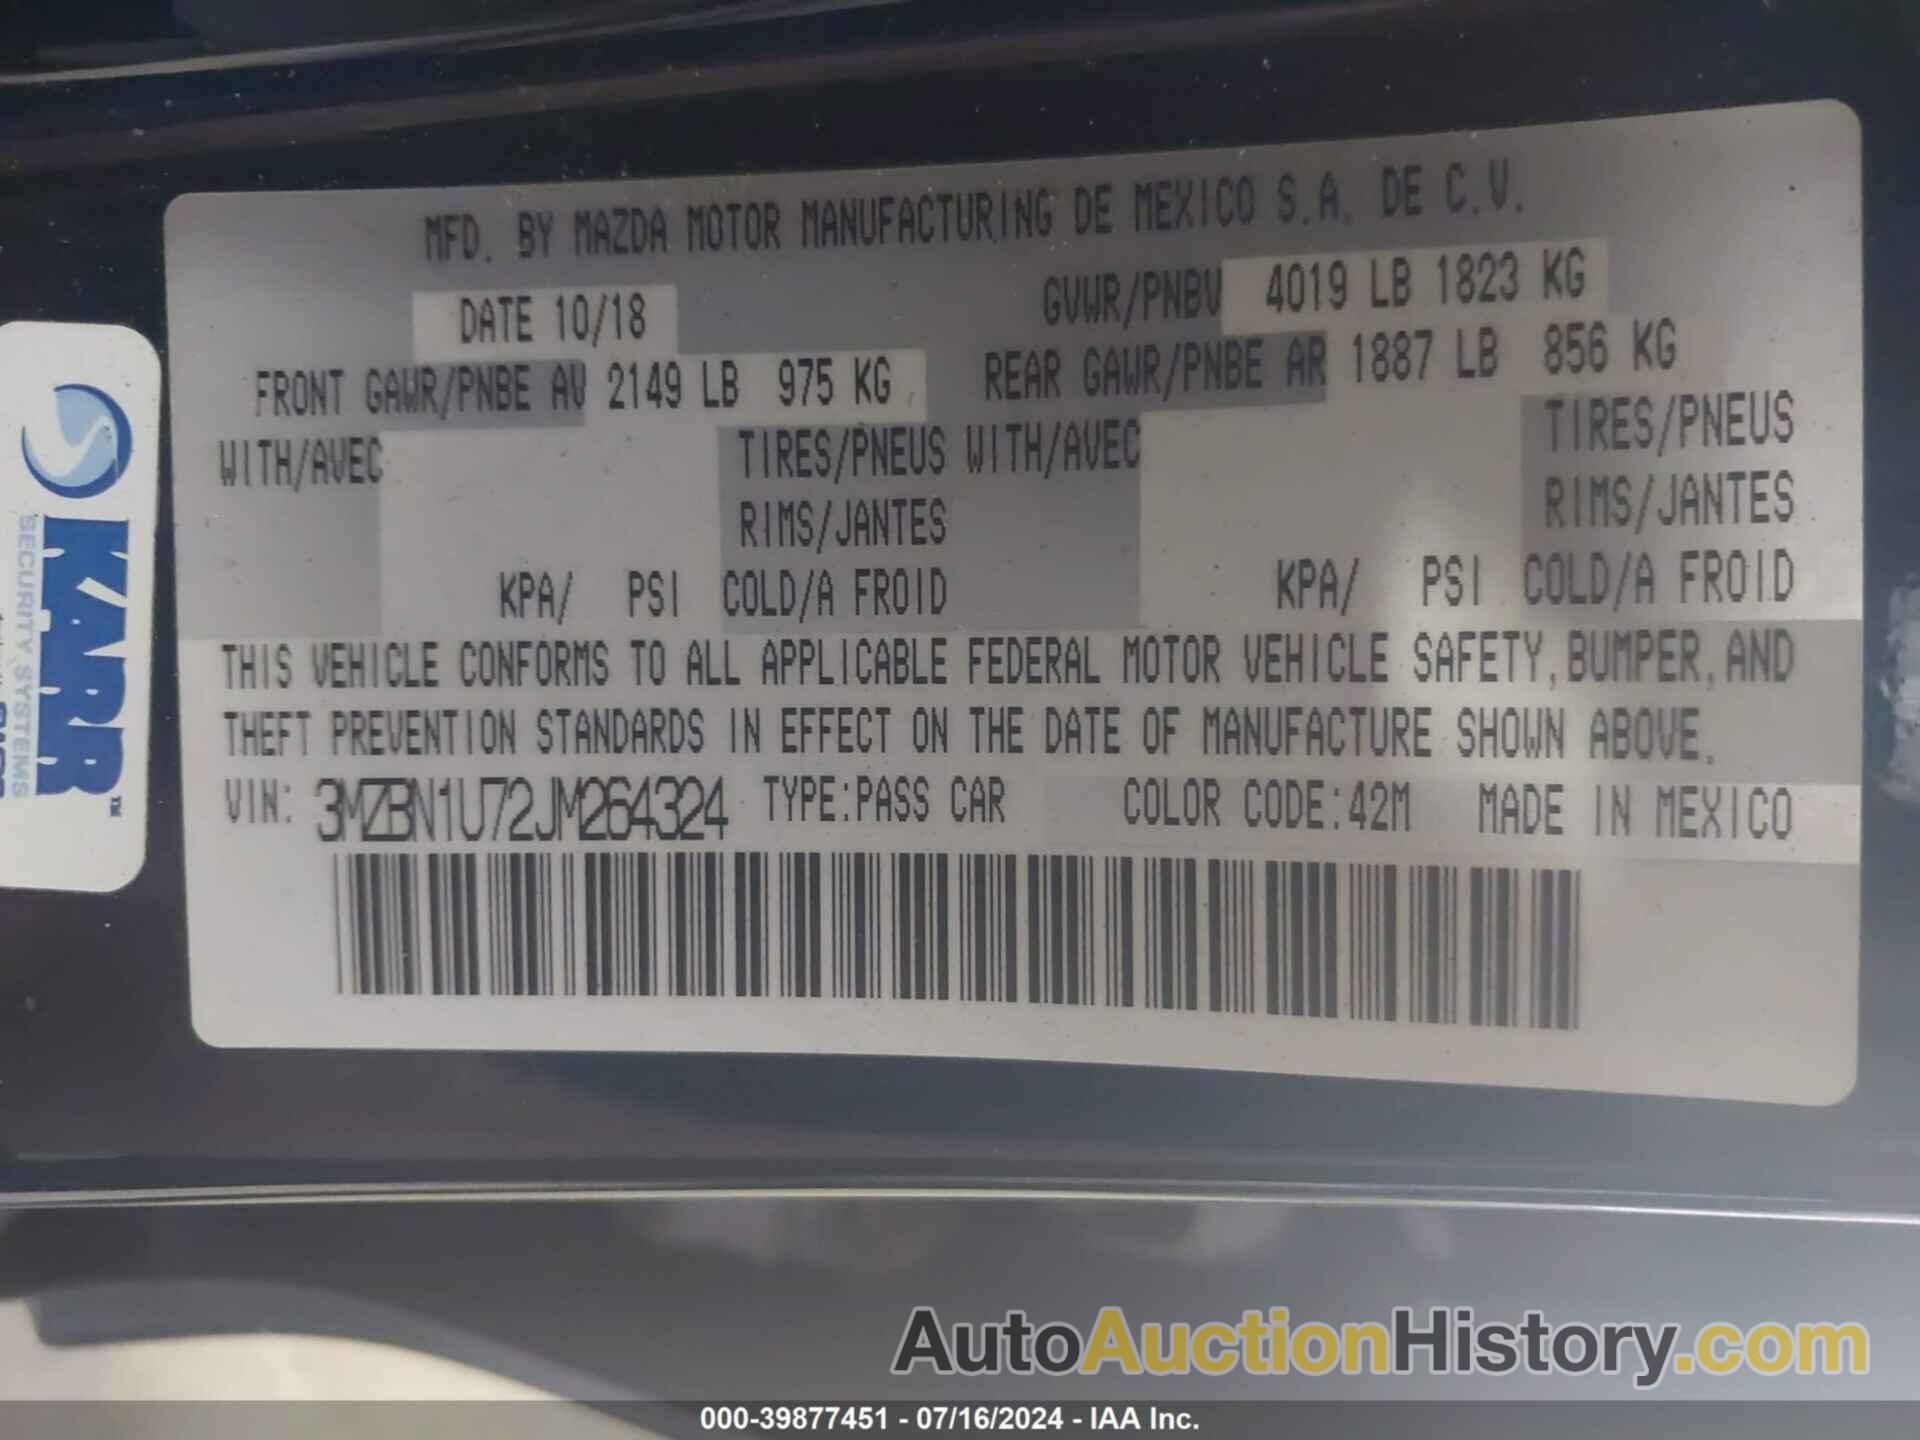 MFD. BY MAZDA MOTOR MANUFACTURING DE MEXICO S.A. DE C.V.
DATE 10/18 GVWR/PNBV 4019 LB 1823 KG
FRONT GAWR/PNBE AV 2149 LB 975 KG REAR GAWR/PNBE AR 1887 LB 856 KG
WITH/AVEC TIRES/PNEUS WITH/AVEC TIRES/PNEUS
RIMS/JANTES RIMS/JANTES
KPA/ PSI COLD/A FROID KPA/ PSI COLD/A FROID
THIS VEHICLE CONFORMS TO ALL APPLICABLE FEDERAL MOTOR VEHICLE SAFETY, BUMPER, AND
THEFT PREVENTION STANDARDS IN EFFECT ON THE DATE OF MANUFACTURE SHOWN ABOVE.
VIN: 3MZBN1U72JM264324 TYPE:PASS CAR COLOR CODE:42M MADE IN MEXICO
KARR™
SECURITY SYSTEMS
AutoAuctionHistory.com
000-39877451 - 07/16/2024 - IAA Inc.